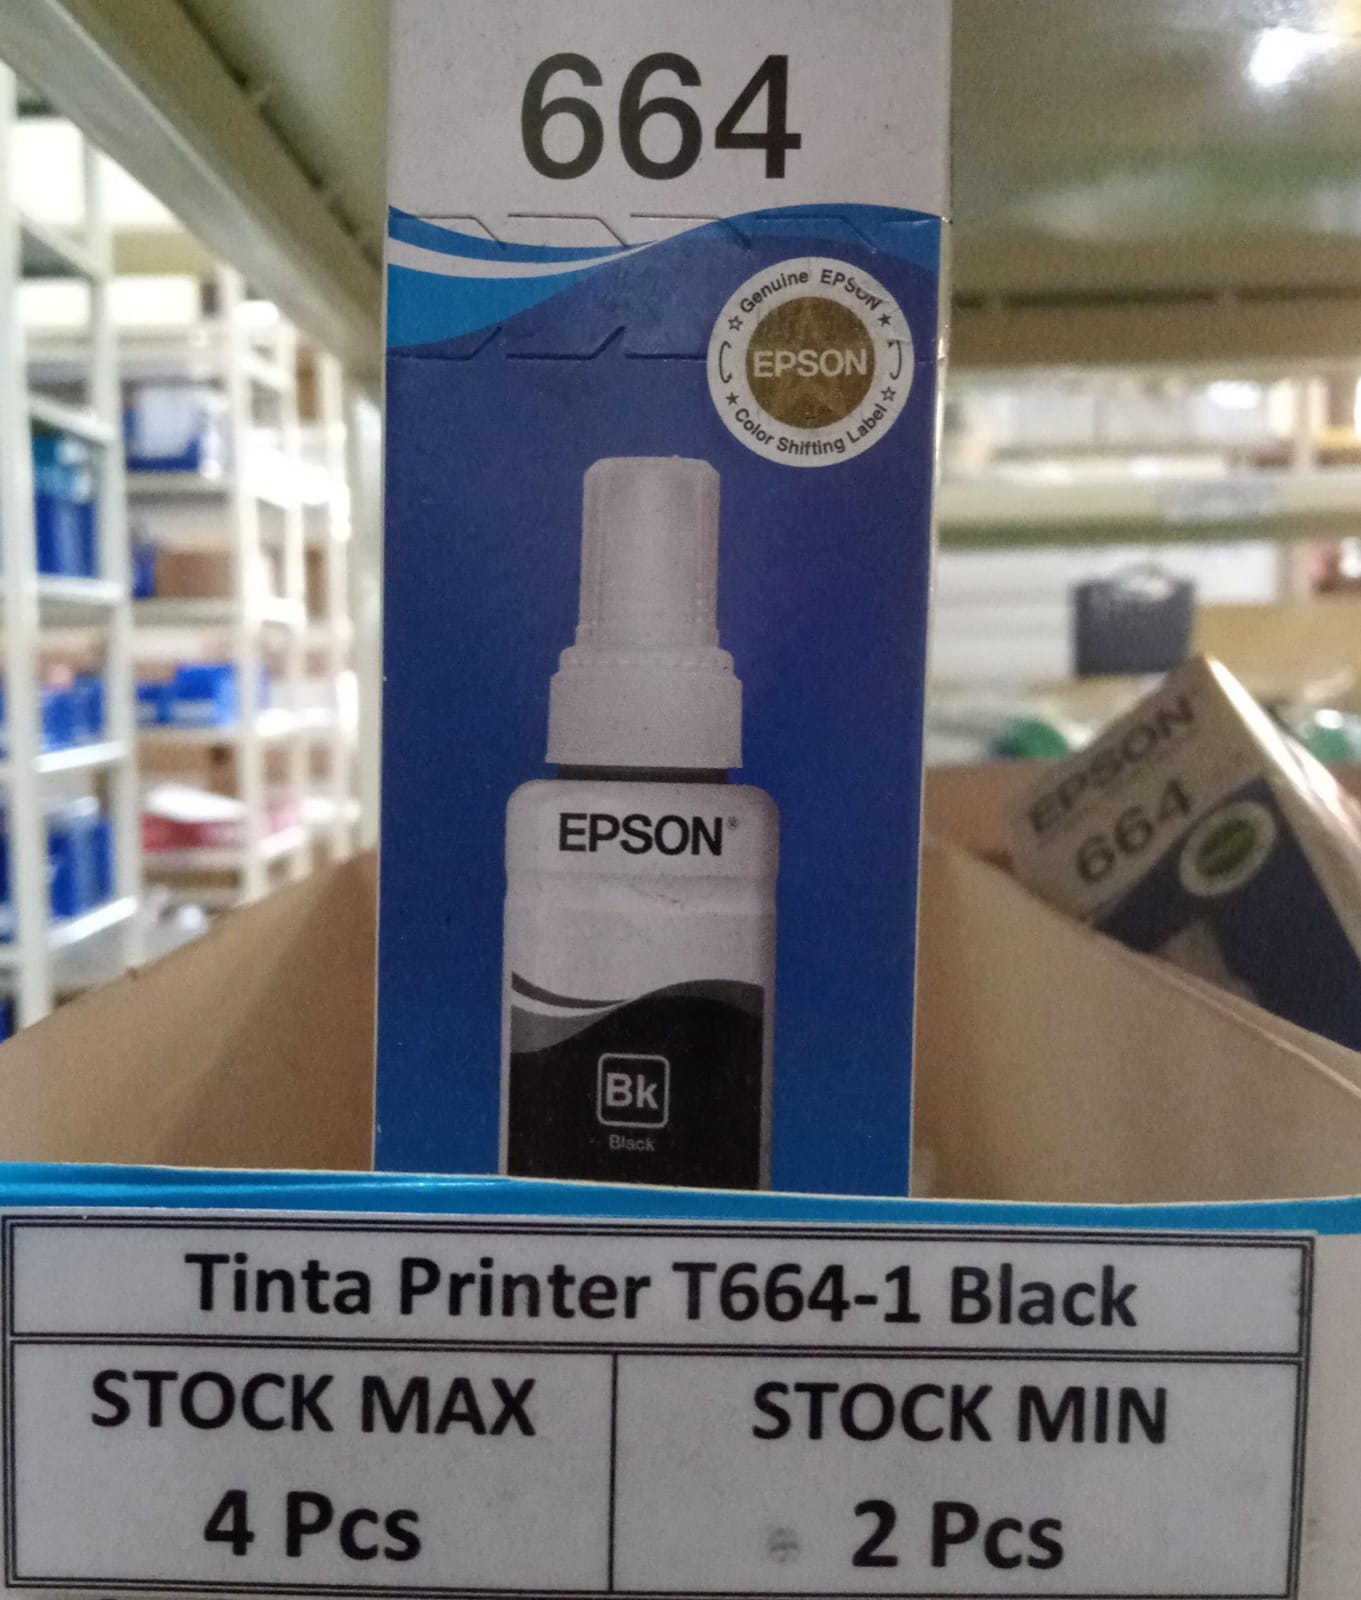 664
Genuine EPSON
EPSON
Color Shifting Label
EPSON®
Bk
Black
EPSON
664
Tinta Printer T664-1 Black
STOCK MAX
STOCK MIN
4 Pcs
2 Pcs